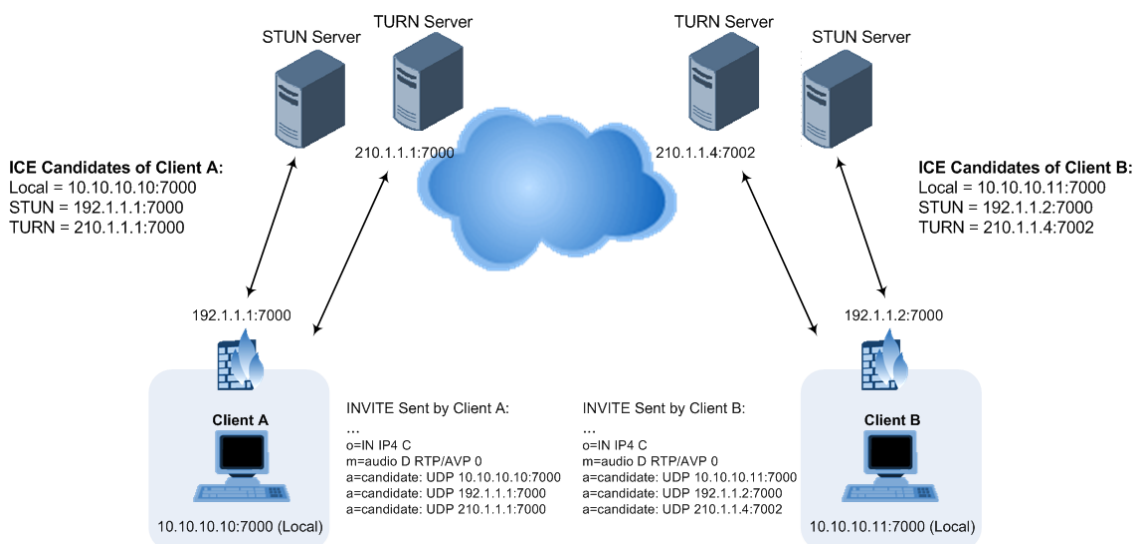 STUN Server
TURN Server
TURN Server
STUN Server
210.1.1.1:7000
210.1.1.4:7002
ICE Candidates of Client A:
Local = 10.10.10.10:7000
STUN = 192.1.1.1:7000
TURN = 210.1.1.1:7000
ICE Candidates of Client B:
Local = 10.10.10.11:7000
STUN = 192.1.1.2:7000
TURN = 210.1.1.4:7002
192.1.1.1:7000
192.1.1.2:7000
Client A
10.10.10.10:7000 (Local)
INVITE Sent by Client A:
...
o=IN IP4 C
m=audio D RTP/AVP 0
a=candidate: UDP 10.10.10.10:7000
a=candidate: UDP 192.1.1.1:7000
a=candidate: UDP 210.1.1.1:7000
INVITE Sent by Client B:
...
o=IN IP4 C
m=audio D RTP/AVP 0
a=candidate: UDP 10.10.10.11:7000
a=candidate: UDP 192.1.1.2:7000
a=candidate: UDP 210.1.1.4:7002
Client B
10.10.10.11:7000 (Local)